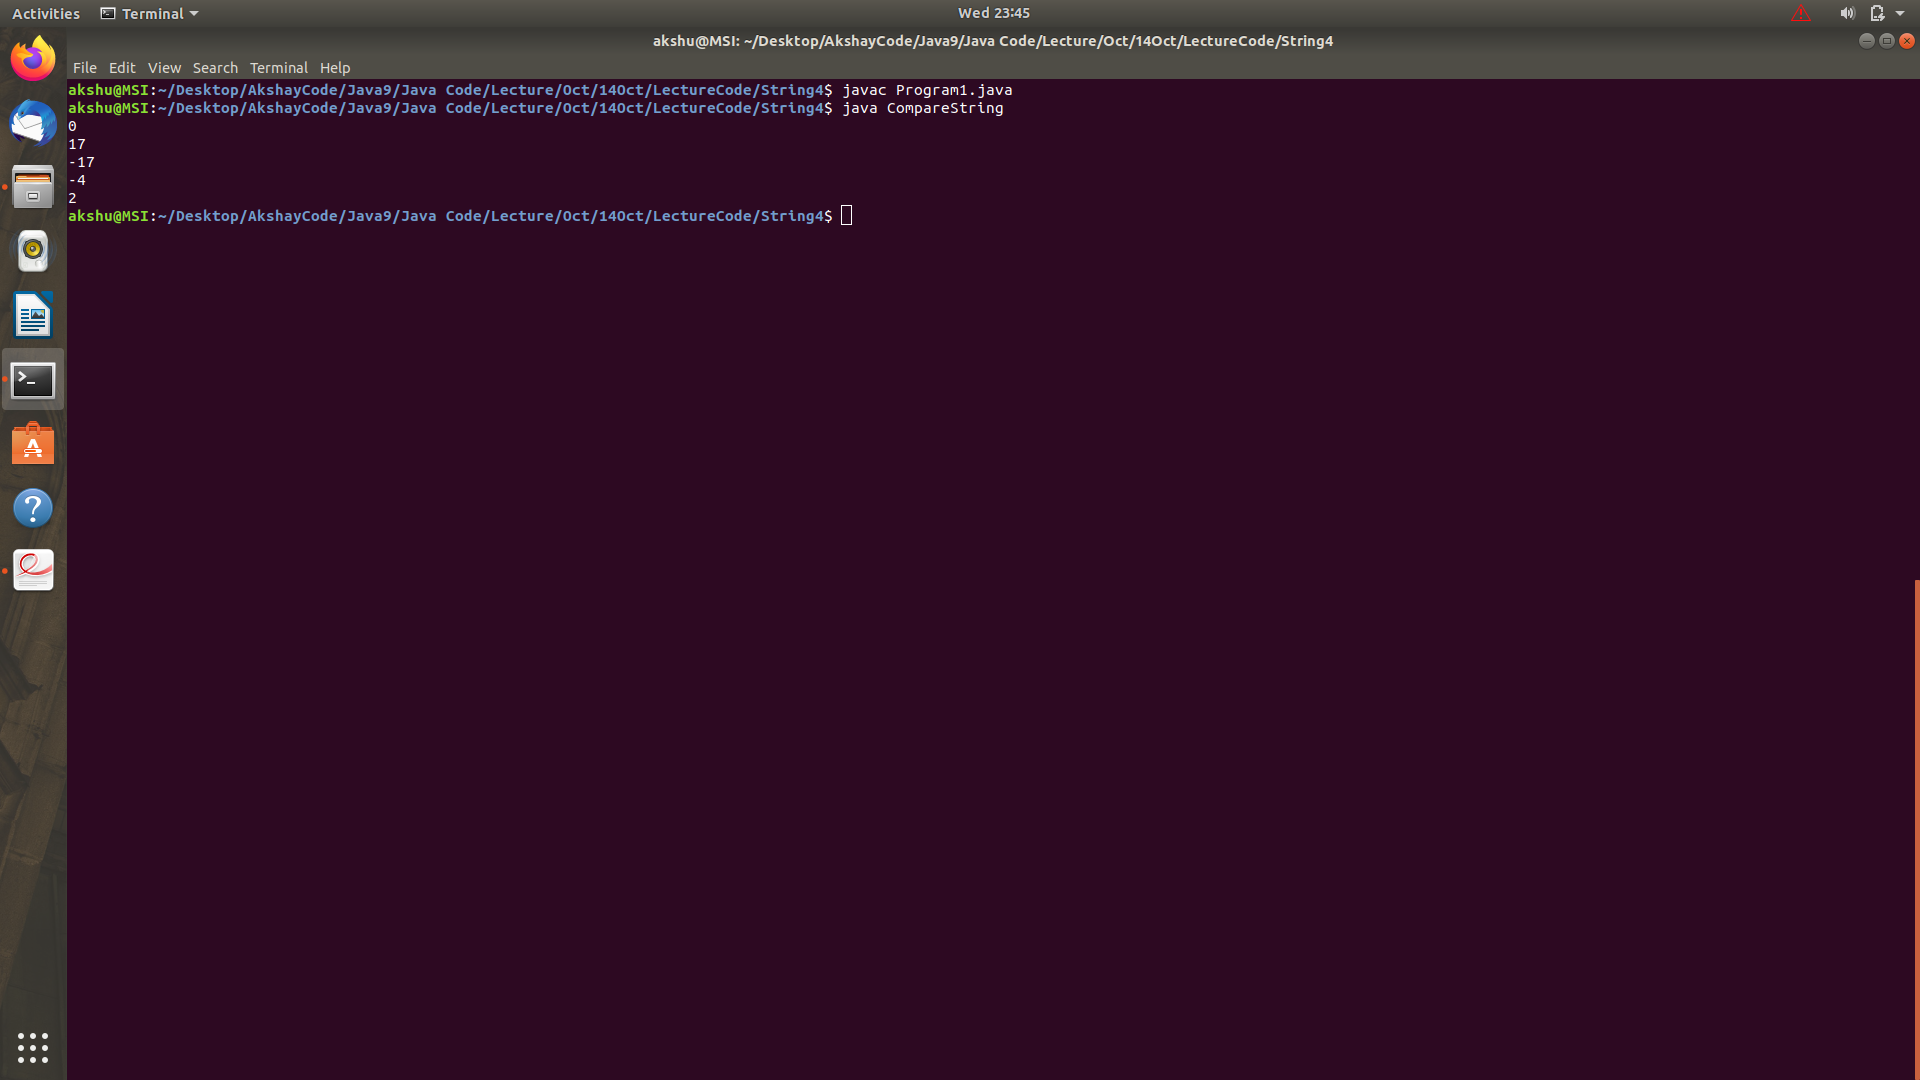 Activities Terminal Wed 23:45
akshu@MSI: ~/Desktop/AkshayCode/Java9/Java Code/Lecture/Oct/14Oct/LectureCode/String4
File Edit View Search Terminal Help
akshu@MSI:~/Desktop/AkshayCode/Java9/Java Code/Lecture/Oct/14Oct/LectureCode/String4$ javac Program1.java
akshu@MSI:~/Desktop/AkshayCode/Java9/Java Code/Lecture/Oct/14Oct/LectureCode/String4$ java CompareString
0
17
-17
-4
2
akshu@MSI:~/Desktop/AkshayCode/Java9/Java Code/Lecture/Oct/14Oct/LectureCode/String4$